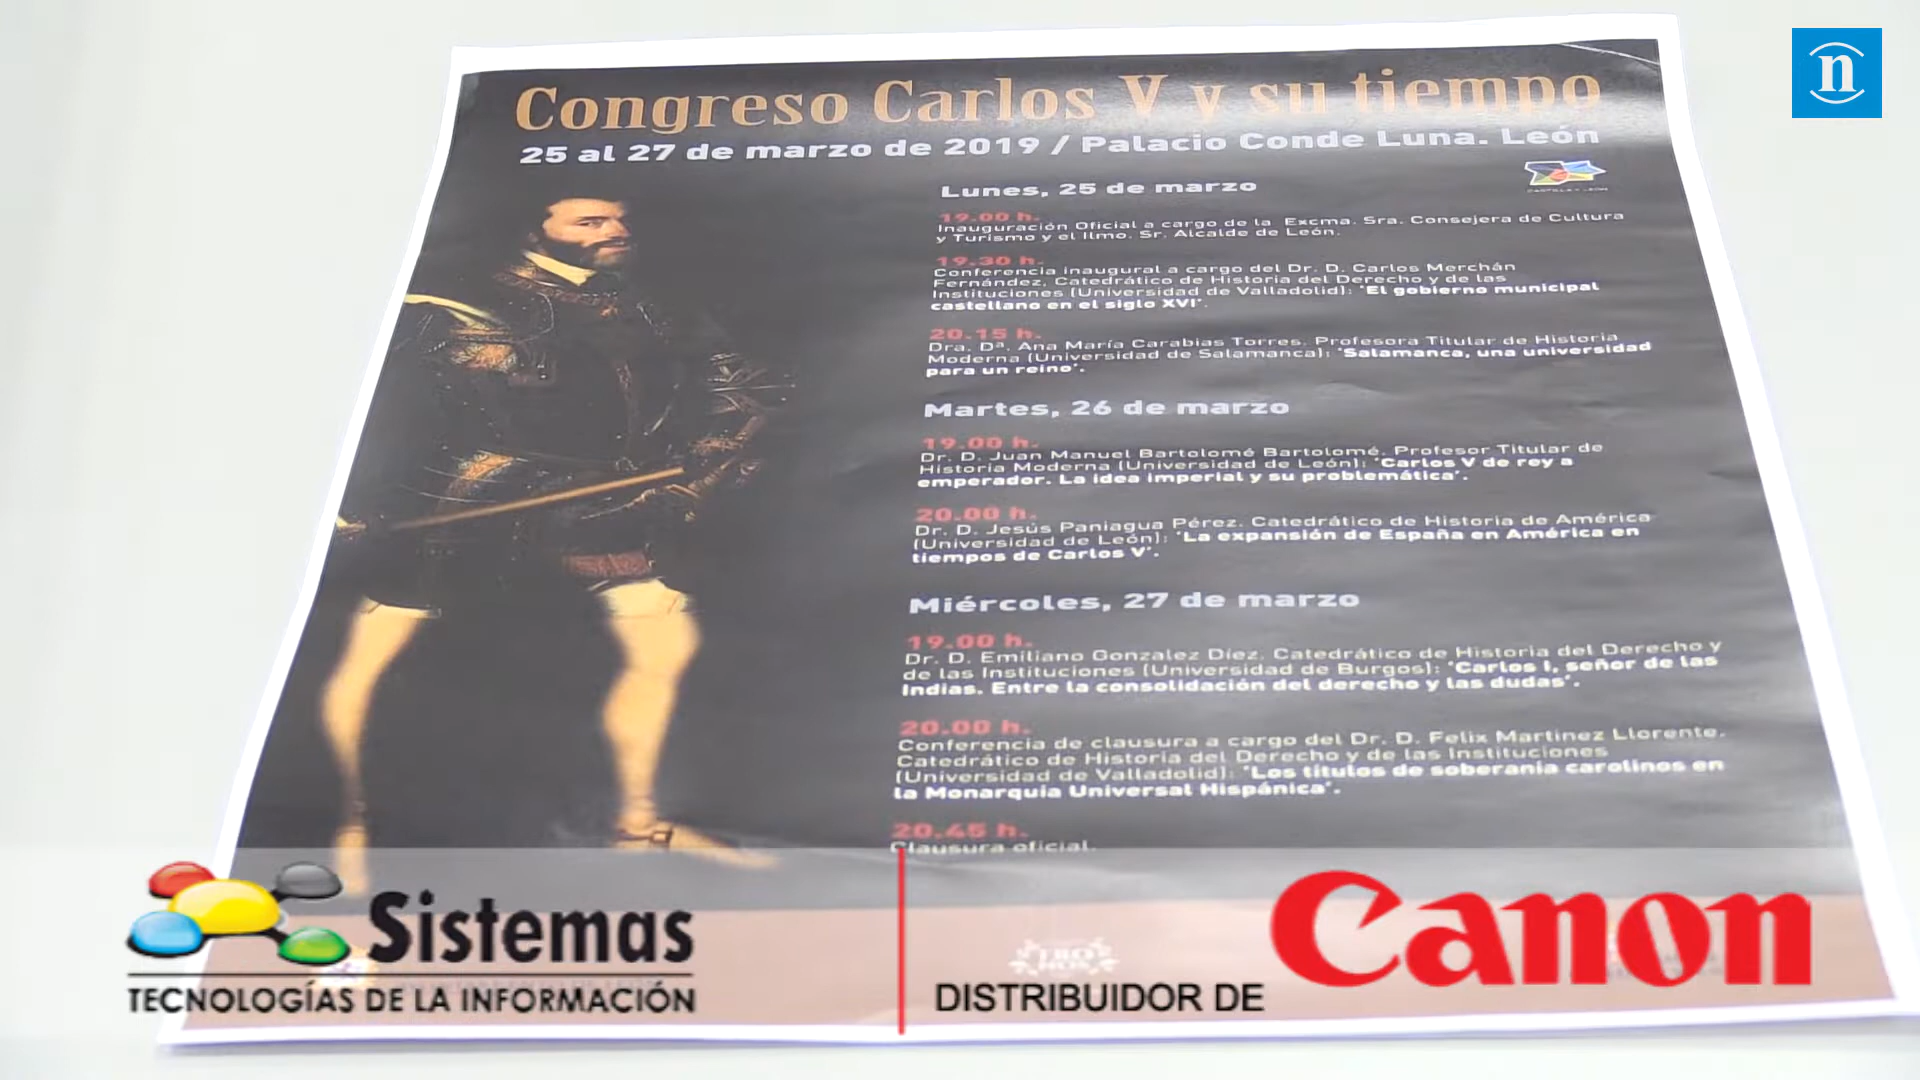 n
Congreso Carlos V y su tiempo
25 al 27 de marzo de 2019 / Palacio Conde Luna. León
Lunes, 25 de marzo
19.00 h.
Inauguración Oficial a cargo de la Excma. Sra. Consejera de Cultura
y Turismo y el Ilmo. Sr. Alcalde de León.
19.30 h.
Conferencia inaugural a cargo del Dr. D. Carlos Merchán
Fernández, Catedrático de Historia del Derecho y de las
Instituciones (Universidad de Valladolid): 'El gobierno municipal
castellano en el siglo XVI'.
20.15 h.
Dra. Dª. Ana María Carabias Torres. Profesora Titular de Historia
Moderna (Universidad de Salamanca): 'Salamanca, una universidad
para un reino'.
Martes, 26 de marzo
19.00 h.
Dr. D. Juan Manuel Bartolomé Bartolomé. Profesor Titular de
Historia Moderna (Universidad de León): 'Carlos V de rey a
emperador. La idea imperial y su problemática'.
20.00 h.
Dr. D. Jesús Paniagua Pérez. Catedrático de Historia de América
(Universidad de León): 'La expansión de España en América en
tiempos de Carlos V'.
Miércoles, 27 de marzo
19.00 h.
Dr. D. Emiliano Gonzalez Díez. Catedrático de Historia del Derecho y
de las Instituciones (Universidad de Burgos): 'Carlos I, señor de las
Indias. Entre la consolidación del derecho y las dudas'.
20.00 h.
Conferencia de clausura a cargo del Dr. D. Felix Martinez Llorente.
Catedrático de Historia del Derecho y de las Instituciones
(Universidad de Valladolid): 'Los títulos de soberanía carolinos en
la Monarquía Universal Hispánica'.
20.45 h.
Clausura oficial.
Sistemas
TECNOLOGÍAS DE LA INFORMACIÓN
DISTRIBUIDOR DE
Canon